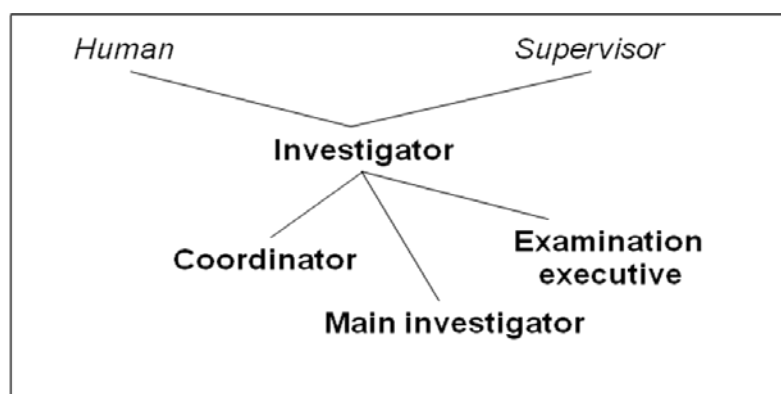 Human
Supervisor
Investigator
Coordinator
Examination
executive
Main investigator